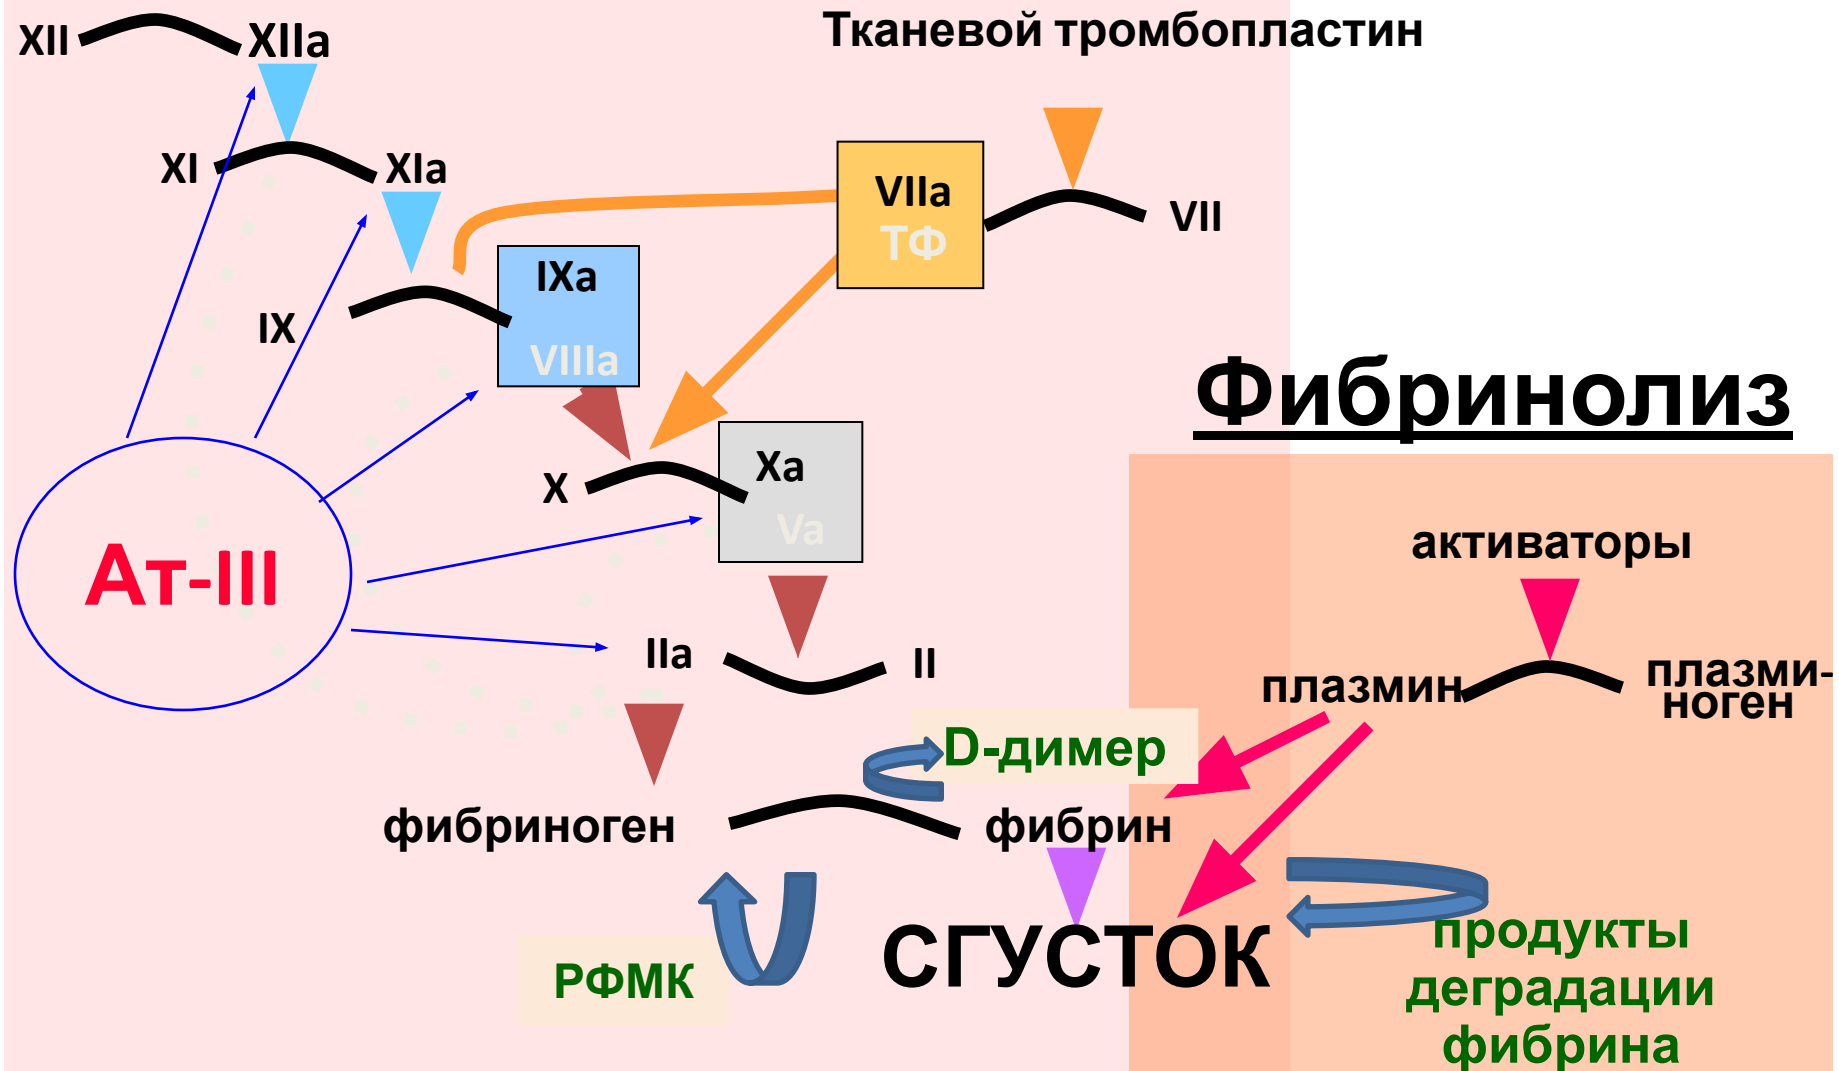 Тканевой тромбопластин
XII
XIIa
XI
XIa
VIIa
ТФ
VII
IX
IXa
VIIIa
Фибринолиз
X
Xa
Va
Ат-III
активаторы
IIa
II
плазмин
плазми-
ноген
D-димер
фибриноген
фибрин
СГУСТОК
РФМК
продукты
деградации
фибрина